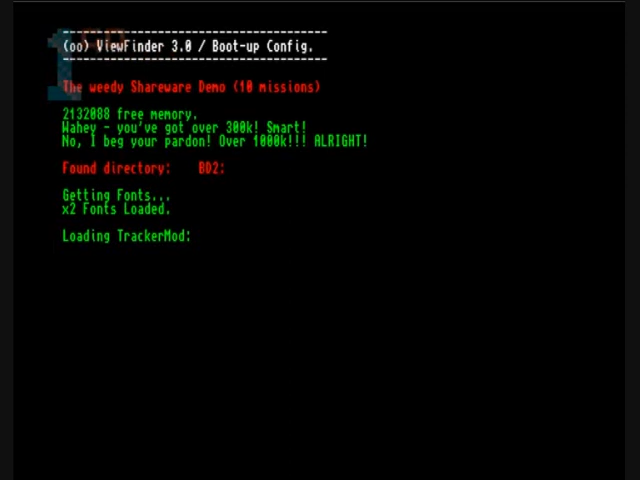 --------------------------------------
(oo) ViewFinder 3.0 / Boot-up Config.
--------------------------------------
The weedy Shareware Demo (10 missions)
2132088 free memory.
Wahey - you've got over 300k! Smart!
No, I beg your pardon! Over 1000k!!! ALRIGHT!
Found directory:    BD2:
Getting Fonts...
x2 Fonts Loaded.
Loading TrackerMod: